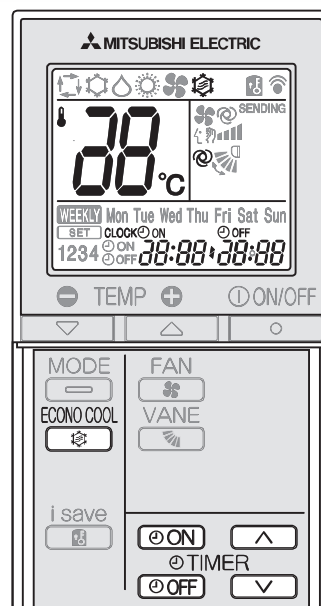 MITSUBISHI ELECTRIC
SENDING
88°C
WEEKLY Mon Tue Wed Thu Fri Sat Sun
SET CLOCK ON OFF
1234 ON OFF 88:88 88:88
TEMP ON/OFF
MODE FAN
ECONO COOL VANE
i save
ON
TIMER
OFF